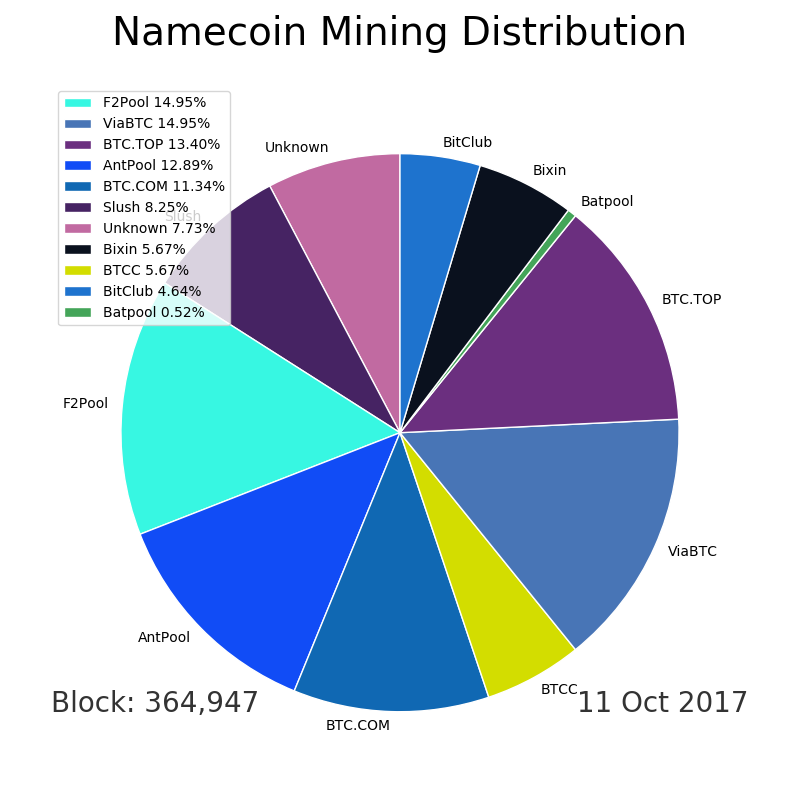 Namecoin Mining Distribution
F2Pool 14.95%
ViaBTC 14.95%
BTC.TOP 13.40%
AntPool 12.89%
BTC.COM 11.34%
Slush 8.25%
Unknown 7.73%
Bixin 5.67%
BTCC 5.67%
BitClub 4.64%
Batpool 0.52%
BitClub
Unknown
Bixin
Batpool
Slush
BTC.TOP
F2Pool
ViaBTC
AntPool
BTCC
BTC.COM
Block: 364,947
11 Oct 2017